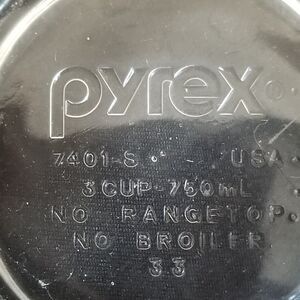 pyrex
7401-S USA
3 CUP-750mL
NO RANGETOP
NO BROILER
33